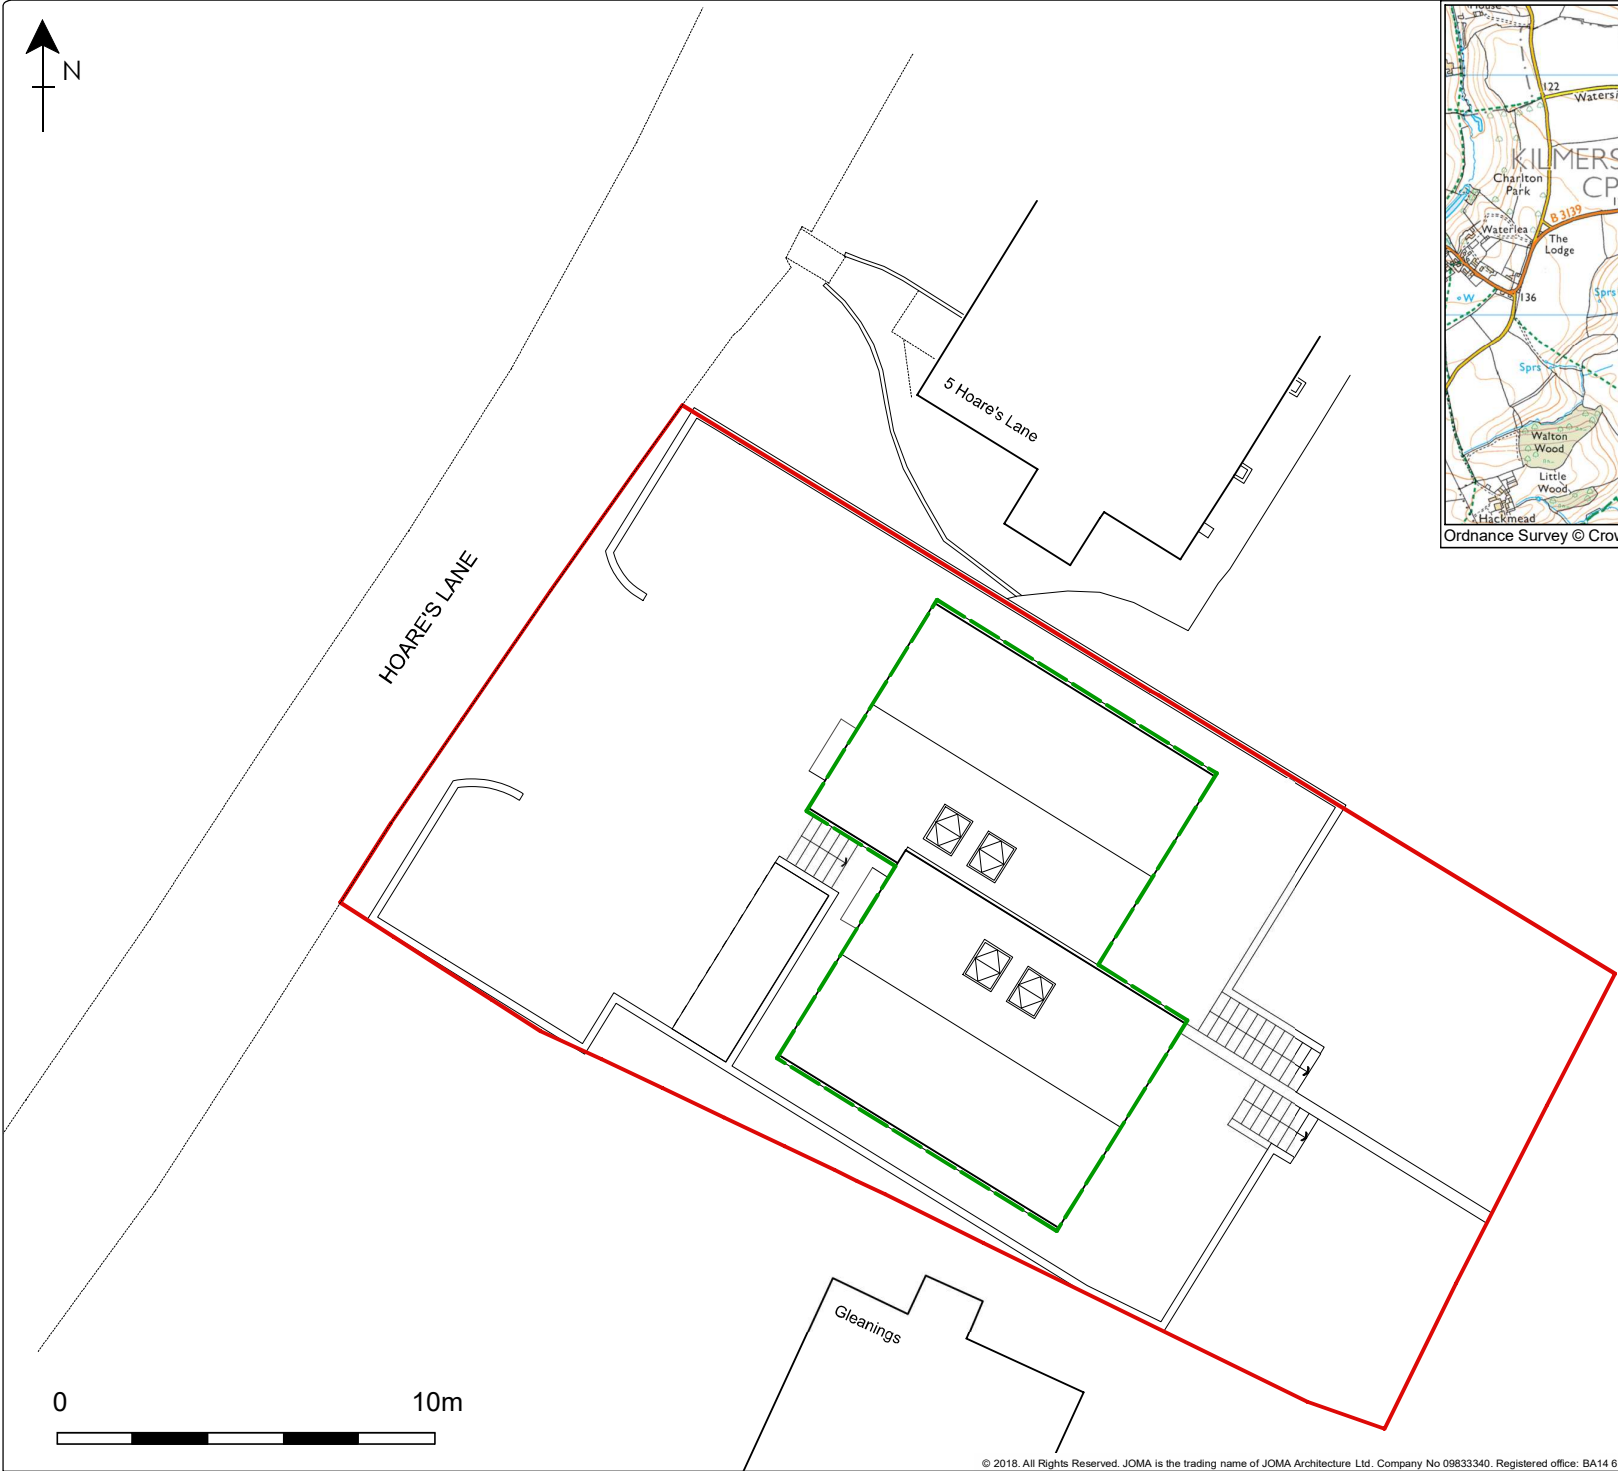 N
122
KILMERS
Charlton
Park
CP
B 3139
Waterlea
The
Lodge
W
136
Sprs
Sprs
Walton
Wood
Little
Wood
Hackmead
Ordnance Survey © Crow
5 Hoare's Lane
HOARE'S LANE
Gleanings
0 10m
© 2018. All Rights Reserved. JOMA is the trading name of JOMA Architecture Ltd. Company No 09833340. Registered office: BA14 6